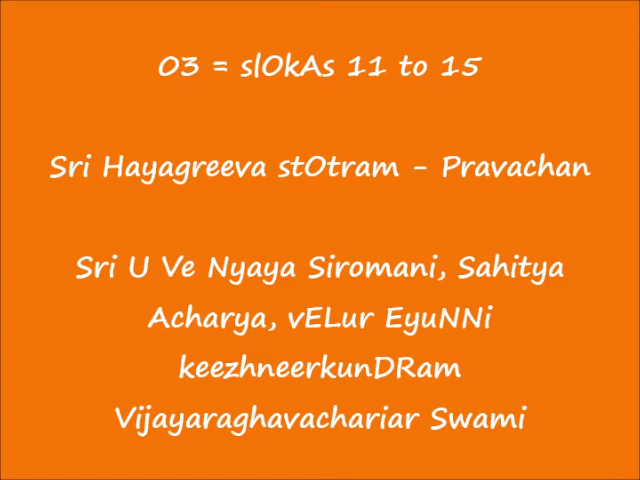 03 = slOkAs 11 to 15
Sri Hayagreeva stOtram - Pravachan
Sri U Ve Nyaya Siromani, Sahitya
Acharya, vELur EyuNNi
keezhneerkunDRam
Vijayaraghavachariar Swami